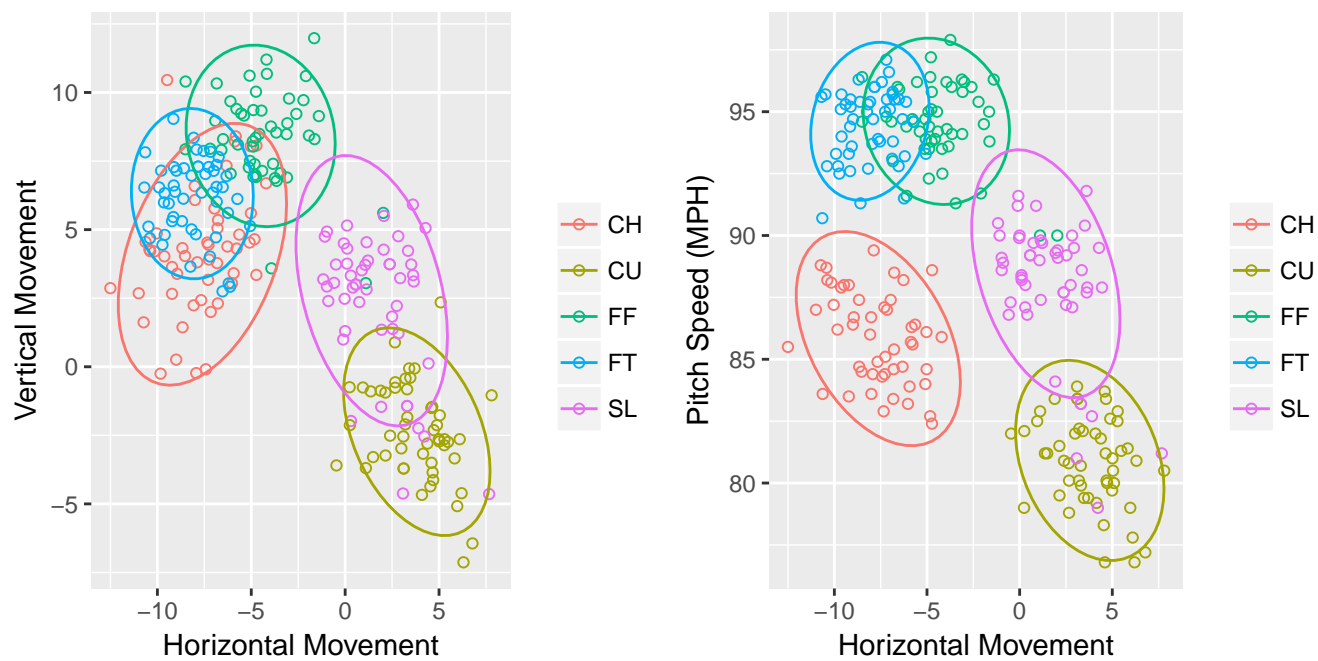 Vertical Movement
10
5
0
−5
−10
−5
0
5
Horizontal Movement
CH
CU
FF
FT
SL
Pitch Speed (MPH)
95
90
85
80
−10
−5
0
5
Horizontal Movement
CH
CU
FF
FT
SL